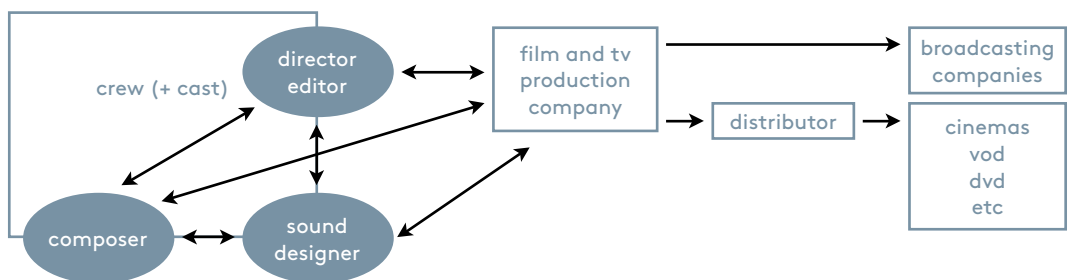 director
editor
crew (+ cast)
composer
sound
designer
film and tv
production
company
distributor
broadcasting
companies
cinemas
vod
dvd
etc